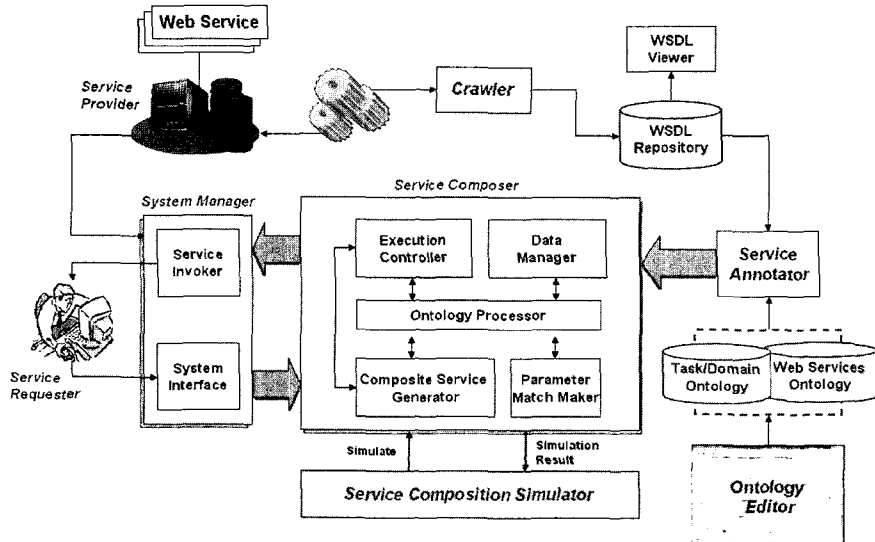 Web Service
Service
Provider
Crawler
WSDL
Viewer
WSDL
Repository
System Manager
Service Composer
Service
Invoker
Execution
Controller
Data
Manager
Service
Annotator
Ontology Processor
System
Interface
Service
Requester
Composite Service
Generator
Parameter
Match Maker
Task/Domain
Ontology
Web Services
Ontology
Simulate
Simulation
Result
Service Composition Simulator
Ontology
Editor